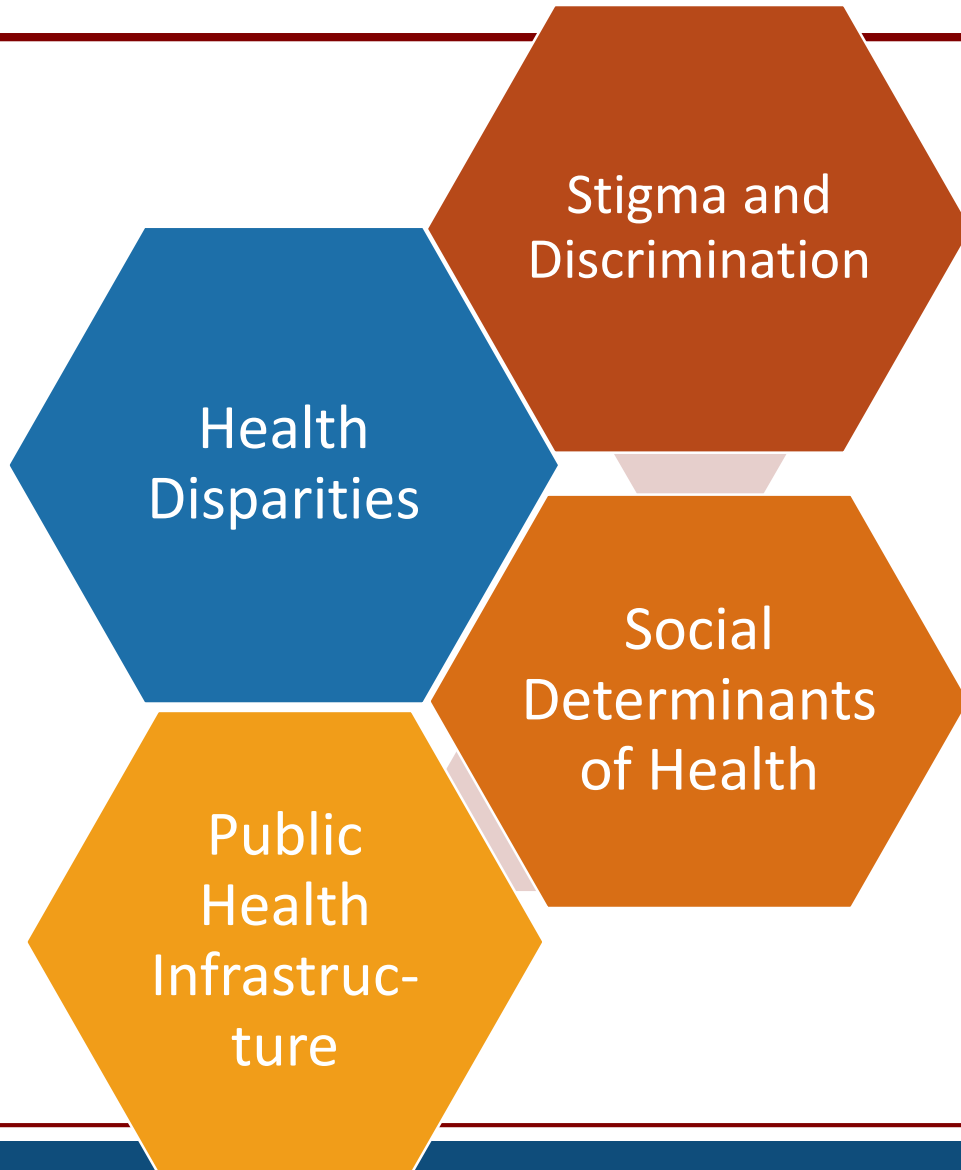 Stigma and
Discrimination
Health
Disparities
Social
Determinants
of Health
Public
Health
Infrastruc-
ture